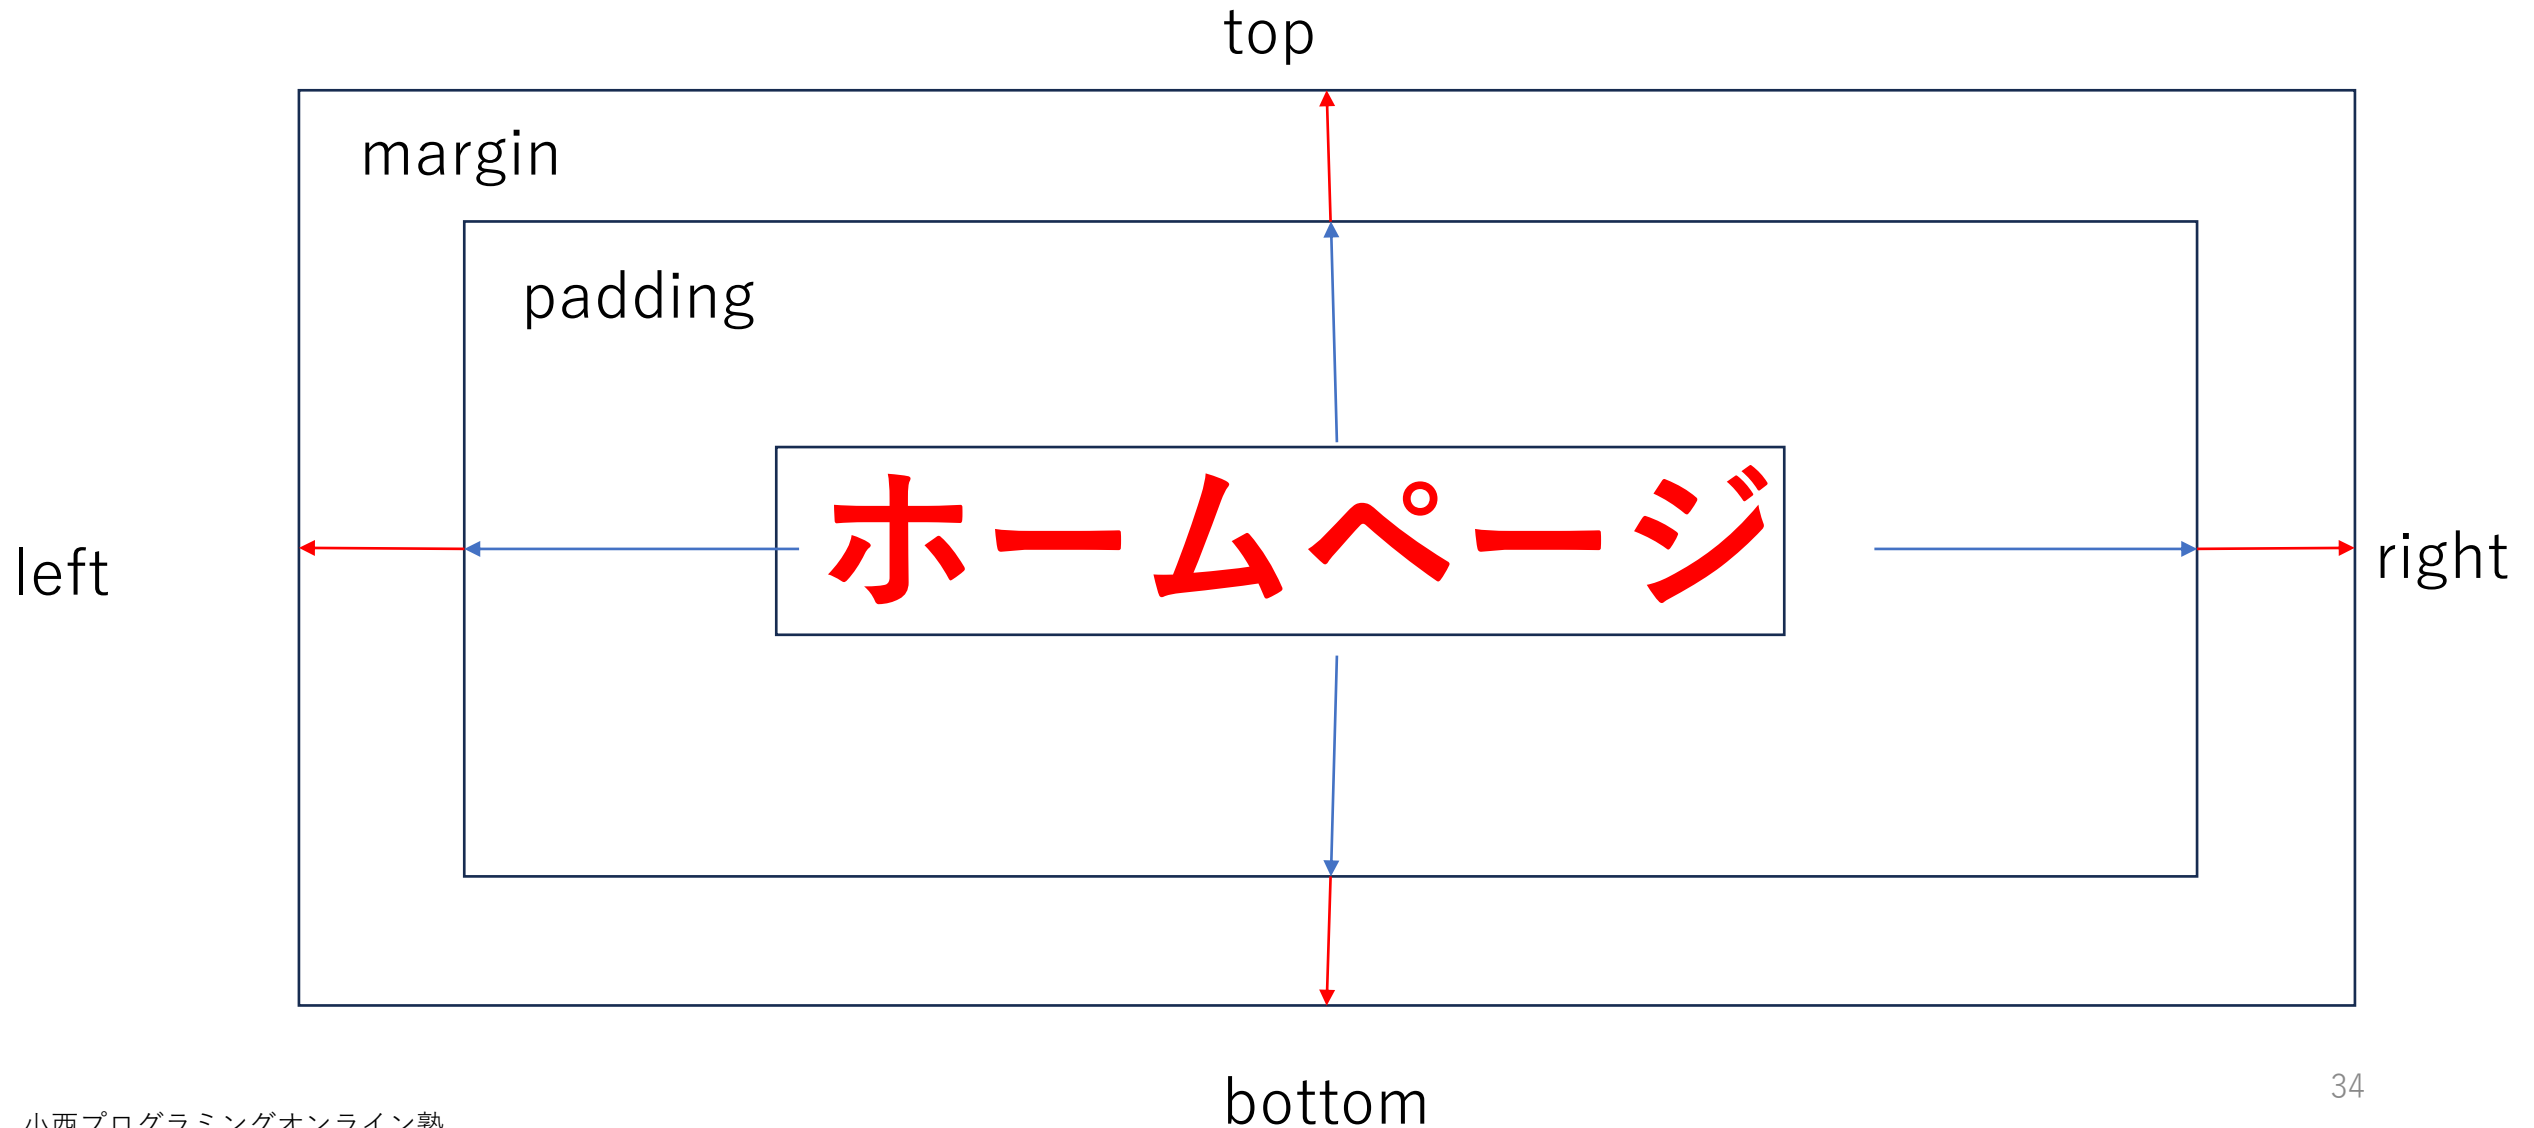 top
margin
padding
ホームページ
left
right
bottom
34
小西プログラミングオンライン塾